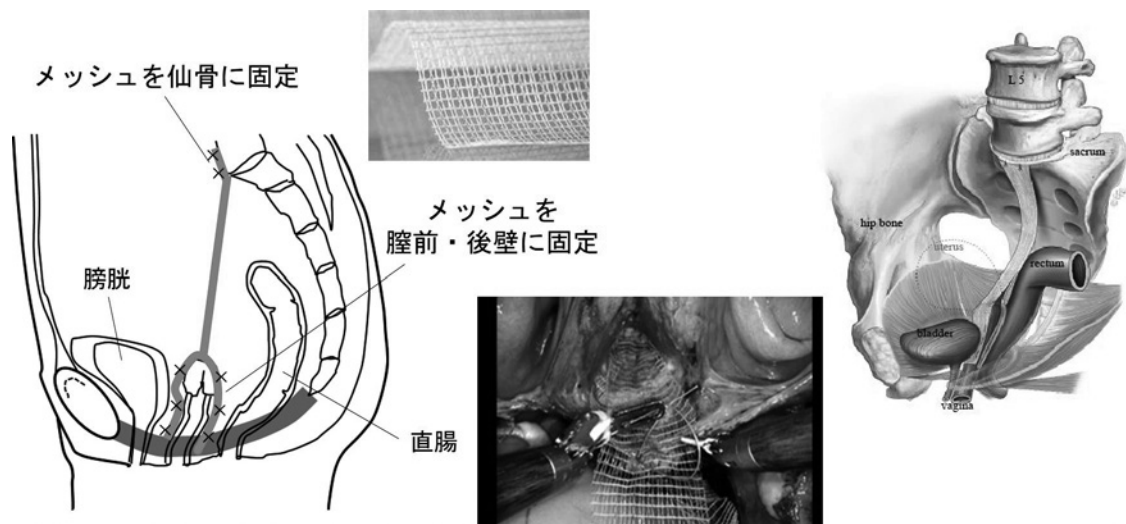 メッシュを仙骨に固定
メッシュを
膣前・後壁に固定
膀胱
直腸
L 5
sacrum
hip bone
uterus
rectum
bladder
vagina